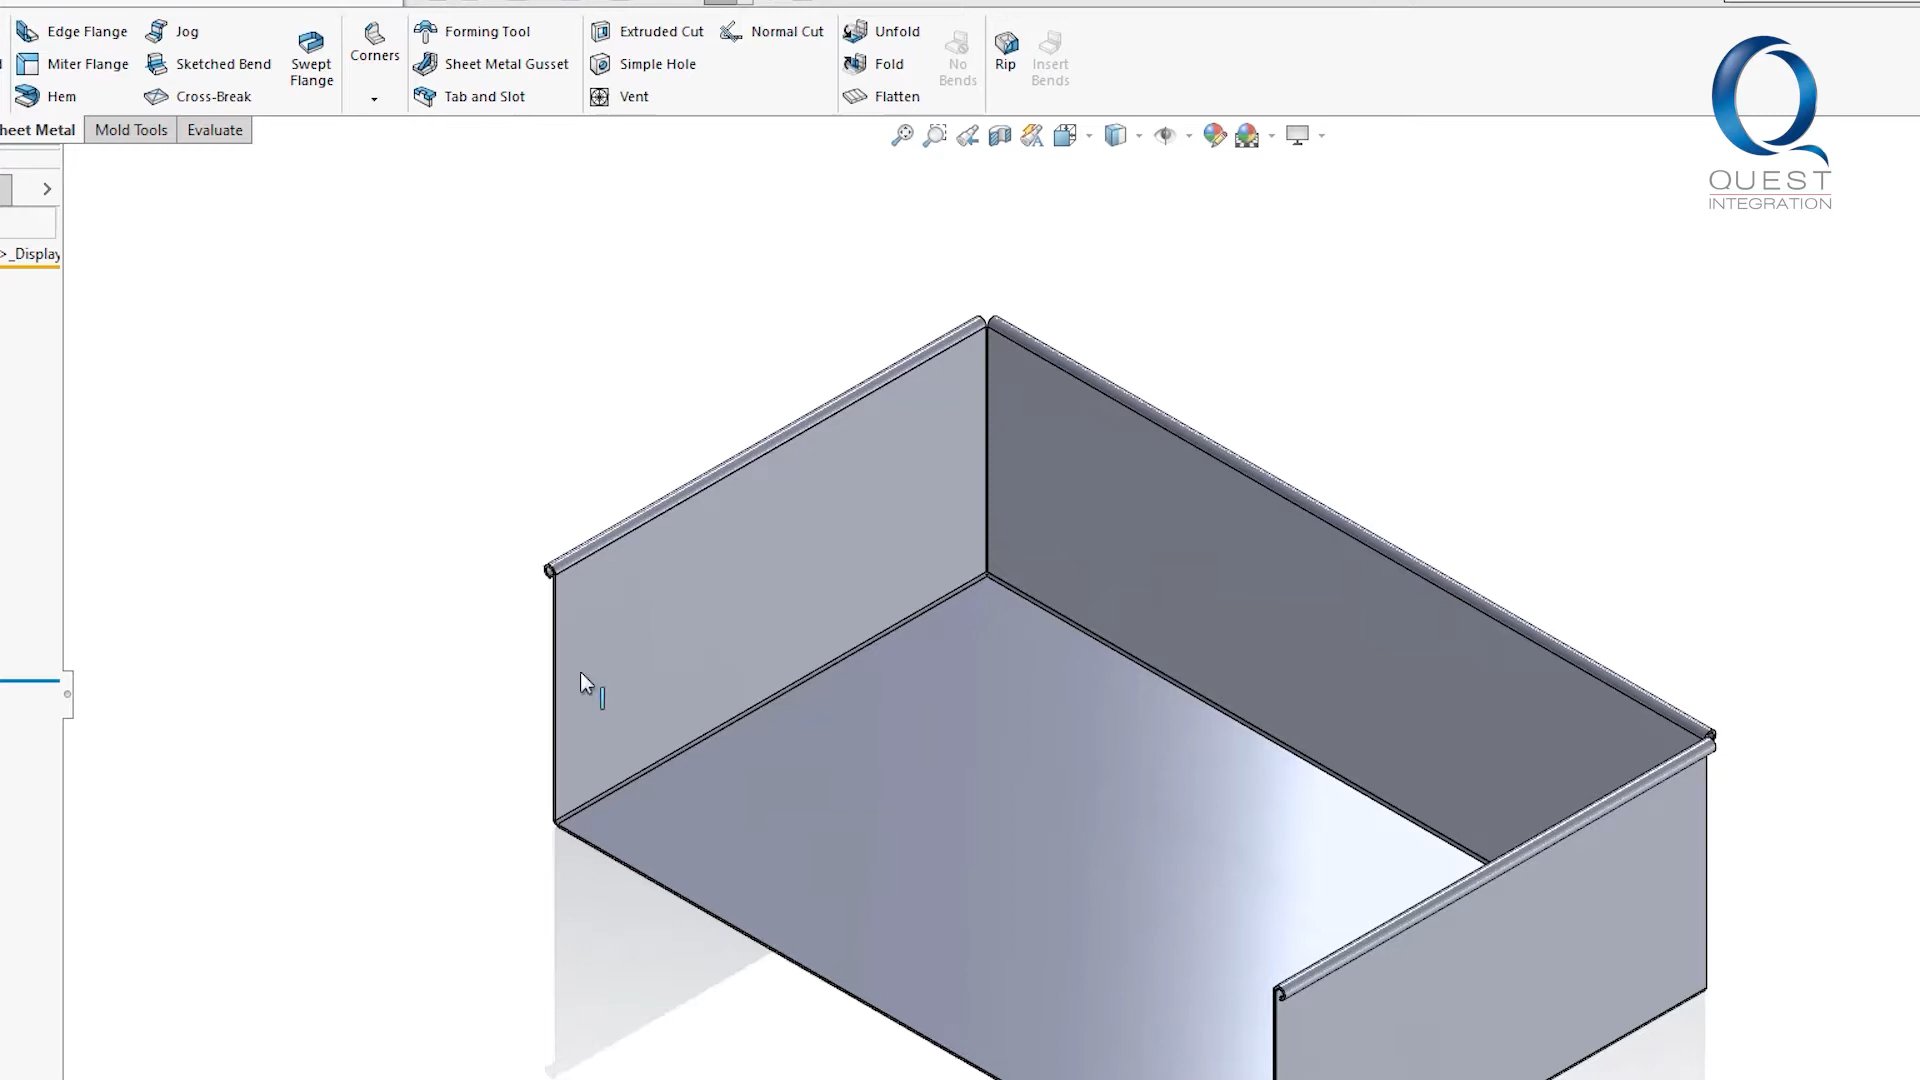 Edge Flange
Jog
Swept Flange
Corners
Forming Tool
Extruded Cut
Normal Cut
Unfold
No Bends
Rip
Insert Bends
Miter Flange
Sketched Bend
Sheet Metal Gusset
Simple Hole
Fold
Hem
Cross-Break
Tab and Slot
Vent
Flatten
heet Metal
Mold Tools
Evaluate
>_Display
QUEST
INTEGRATION